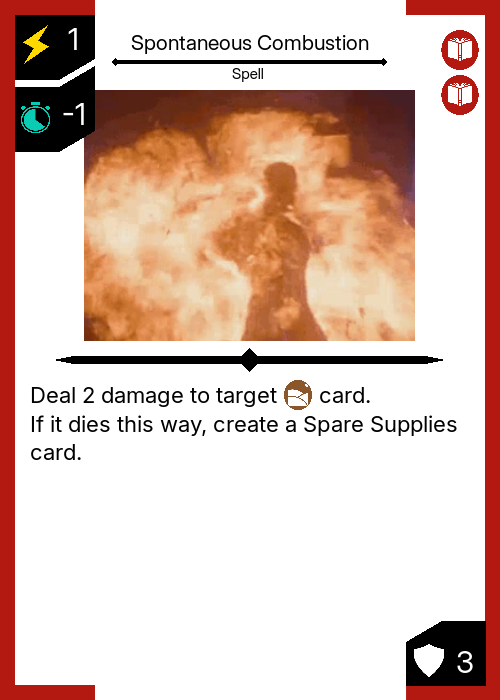 1
Spontaneous Combustion
Spell
-1
Deal 2 damage to target card.
If it dies this way, create a Spare Supplies
card.
3